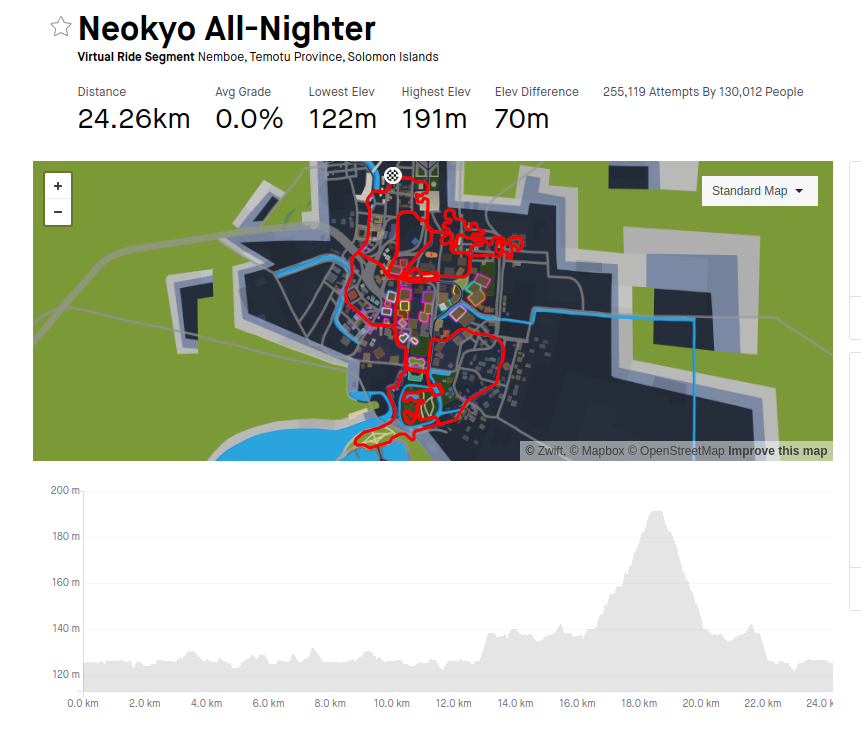 Neokyo All-Nighter
Virtual Ride Segment Nemboe, Temotu Province, Solomon Islands
Distance
24.26km
Avg Grade
0.0%
Lowest Elev
122m
Highest Elev
191m
Elev Difference
70m
255,119 Attempts By 130,012 People
+
−
Standard Map
© Zwift, © Mapbox © OpenStreetMap Improve this map
200 m
180 m
160 m
140 m
120 m
0.0 km 2.0 km 4.0 km 6.0 km 8.0 km 10.0 km 12.0 km 14.0 km 16.0 km 18.0 km 20.0 km 22.0 km 24.0 k